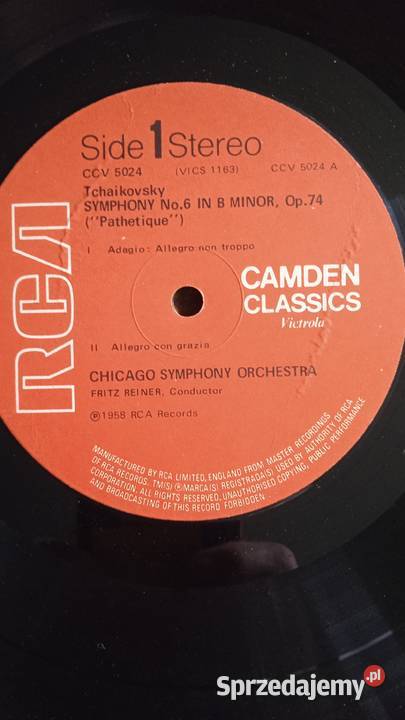 RCA
Side 1 Stereo
CCV 5024 (VICS 1163) CCV 5024 A
Tchaikovsky
SYMPHONY No.6 IN B MINOR, Op.74
("Pathetique")
I Adagio: Allegro non troppo
CAMDEN
CLASSICS
Victrola
II Allegro con grazia
CHICAGO SYMPHONY ORCHESTRA
FRITZ REINER, Conductor
℗1958 RCA Records
MANUFACTURED BY RCA LIMITED, ENGLAND FROM MASTER RECORDINGS
OF RCA RECORDS. TM(S) ® MARCA(S) REGISTRADA(S) USED BY AUTHORITY OF RCA
CORPORATION. ALL RIGHTS RESERVED. UNAUTHORISED COPYING, PUBLIC PERFORMANCE
AND BROADCASTING OF THIS RECORD FORBIDDEN
Sprzedajemy.pl